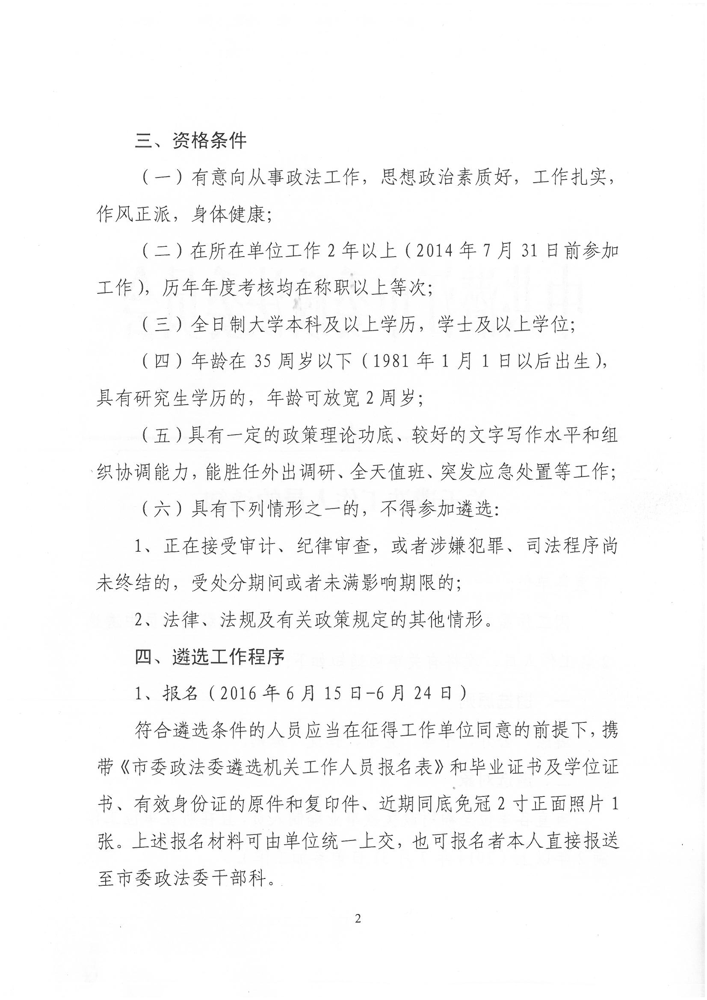 三、资格条件
（一）有意向从事政法工作，思想政治素质好，工作扎实，
作风正派，身体健康；
（二）在所在单位工作2年以上（2014年7月31日前参加
工作），历年年度考核均在称职以上等次；
（三）全日制大学本科及以上学历，学士及以上学位；
（四）年龄在35周岁以下（1981年1月1日以后出生），
具有研究生学历的，年龄可放宽2周岁；
（五）具有一定的政策理论功底、较好的文字写作水平和组
织协调能力，能胜任外出调研、全天值班、突发应急处置等工作；
（六）具有下列情形之一的，不得参加遴选：
1、正在接受审计、纪律审查，或者涉嫌犯罪、司法程序尚
未终结的，受处分期间或者未满影响期限的；
2、法律、法规及有关政策规定的其他情形。
四、遴选工作程序
1、报名（2016年6月15日-6月24日）
符合遴选条件的人员应当在征得工作单位同意的前提下，携
带《市委政法委遴选机关工作人员报名表》和毕业证书及学位证
书、有效身份证的原件和复印件、近期同底免冠2寸正面照片1
张。上述报名材料可由单位统一上交，也可报名者本人直接报送
至市委政法委干部科。
2